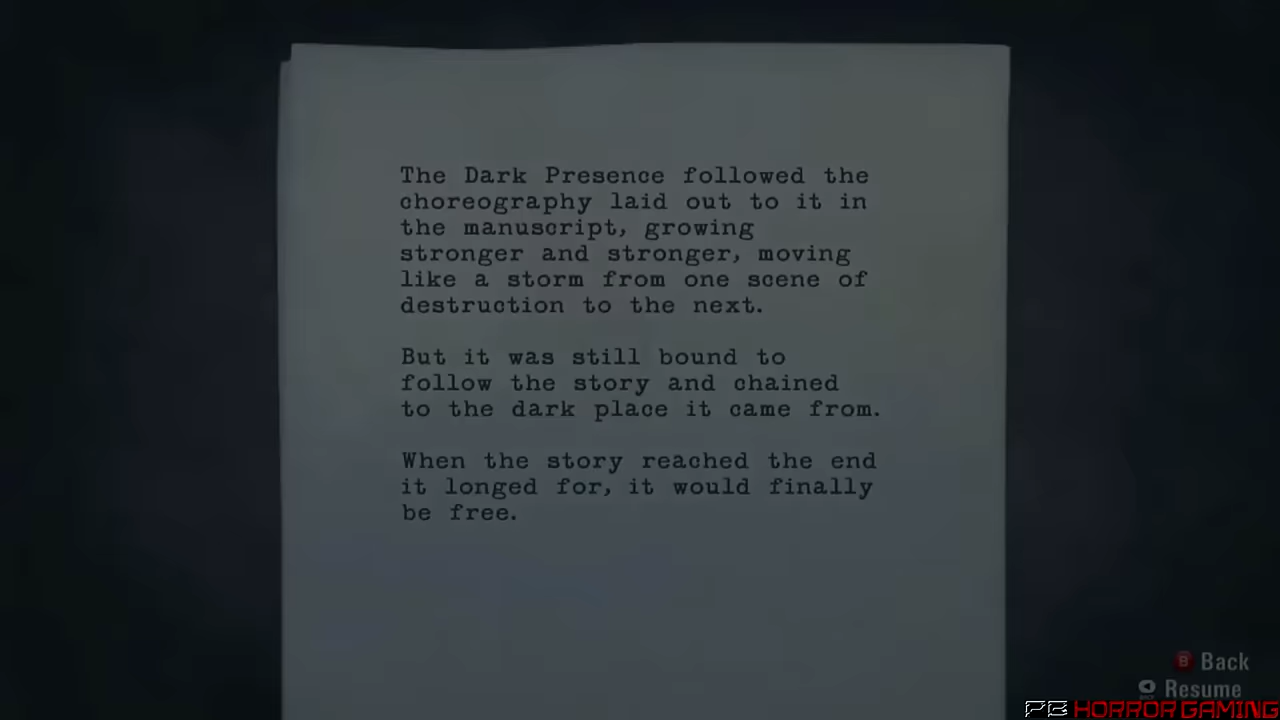 The Dark Presence followed the
choreography laid out to it in
the manuscript, growing
stronger and stronger, moving
like a storm from one scene of
destruction to the next.
But it was still bound to
follow the story and chained
to the dark place it came from.
When the story reached the end
it longed for, it would finally
be free.
B Back
BACK Resume
PE HORROR GAMING